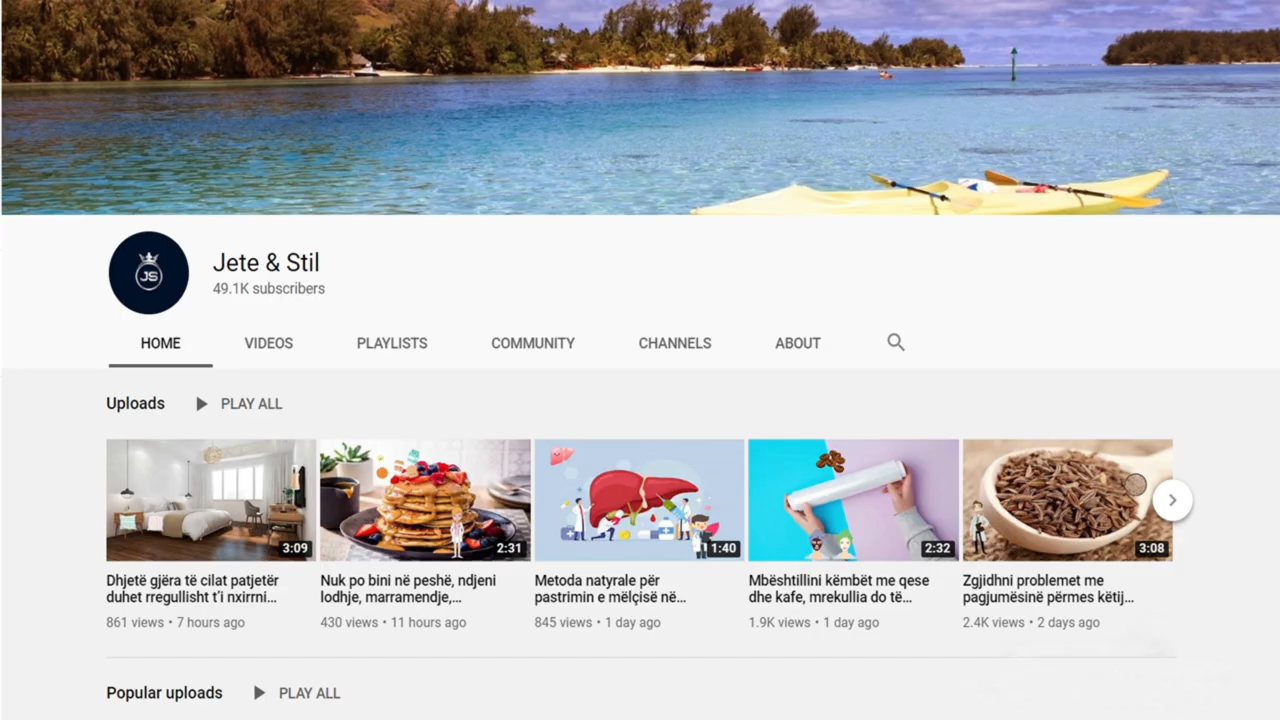 JS
Jete & Stil
49.1K subscribers
HOME VIDEOS PLAYLISTS COMMUNITY CHANNELS ABOUT
Uploads PLAY ALL
3:09 2:31 1:40 2:32 3:08
Dhjetë gjëra të cilat patjetër
duhet rregullisht t'i nxirrni...
861 views • 7 hours ago
Nuk po bini në peshë, ndjeni
lodhje, marramendje,...
430 views • 11 hours ago
Metoda natyrale për
pastrimin e mëlçisë në...
845 views • 1 day ago
Mbështillini këmbët me qese
dhe kafe, mrekullia do të...
1.9K views • 1 day ago
Zgjidhni problemet me
pagjumësinë përmes këtij...
2.4K views • 2 days ago
Popular uploads PLAY ALL